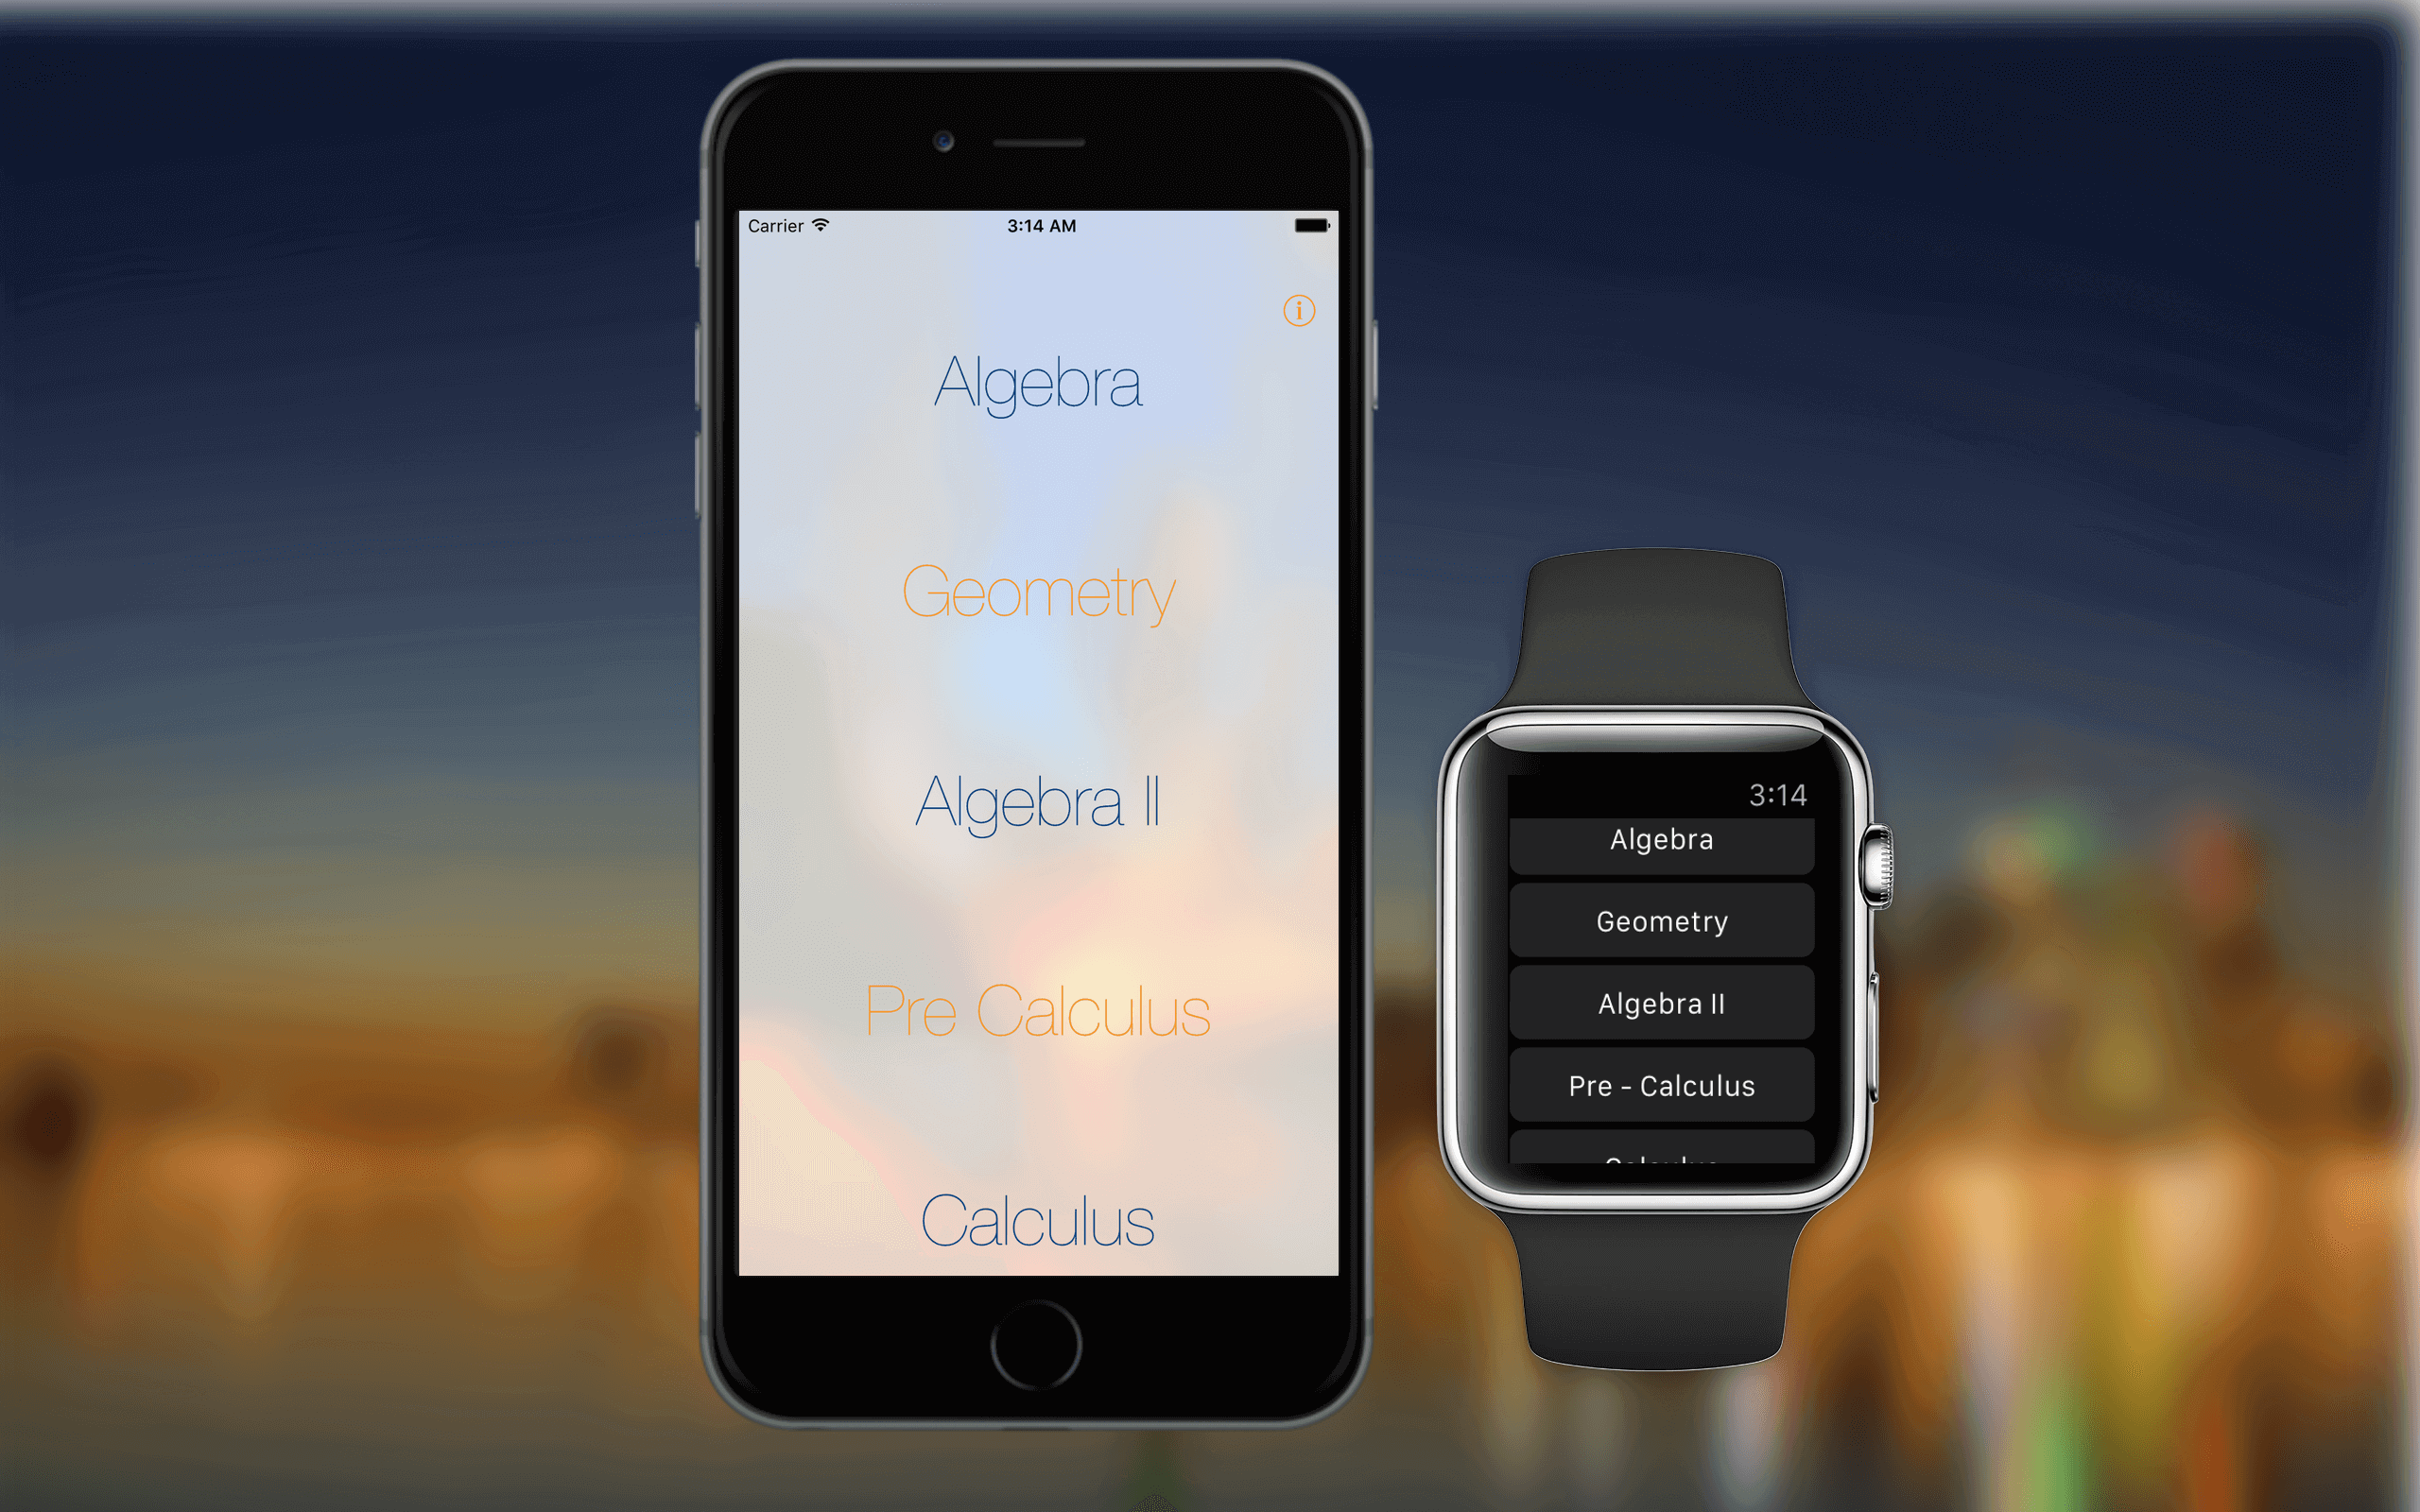 Carrier
3:14 AM
Algebra
Geometry
Algebra II
Pre Calculus
Calculus
3:14
Algebra
Geometry
Algebra II
Pre - Calculus
Calculus